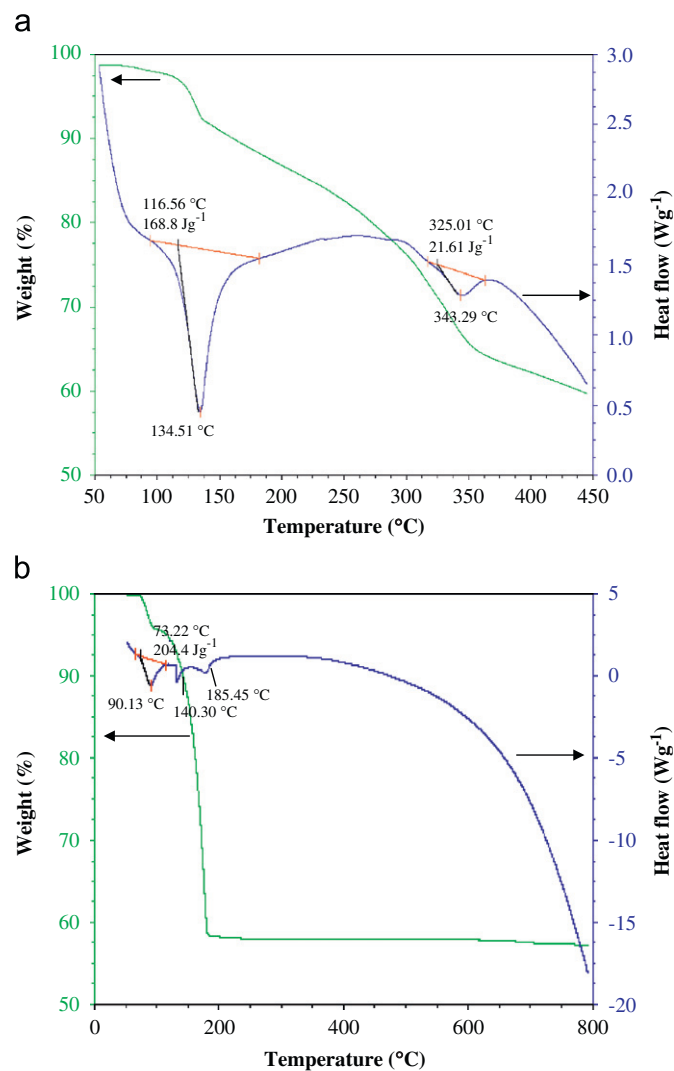 a
100
90
80
70
60
50
Weight (%)
3.0
2.5
2.0
1.5
1.0
0.5
0.0
Heat flow (Wg⁻¹)
116.56 °C
168.8 Jg⁻¹
134.51 °C
325.01 °C
21.61 Jg⁻¹
343.29 °C
50 100 150 200 250 300 350 400 450
Temperature (°C)
b
100
90
80
70
60
50
Weight (%)
5
0
-5
-10
-15
-20
Heat flow (Wg⁻¹)
73.22 °C
204.4 Jg⁻¹
90.13 °C
140.30 °C
185.45 °C
0 200 400 600 800
Temperature (°C)